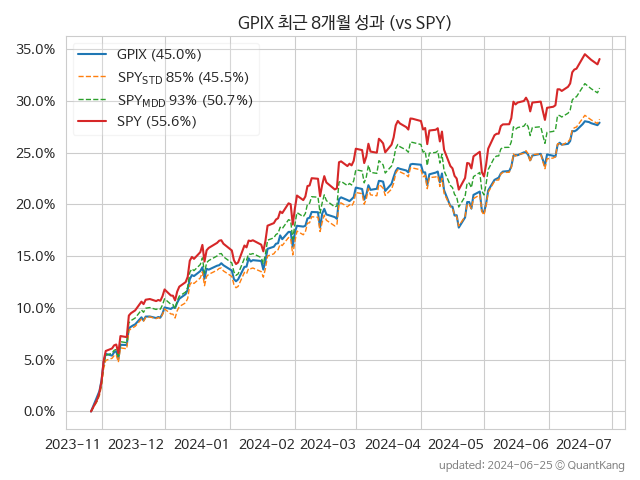 GPIX 최근 8개월 성과 (vs SPY)
GPIX (45.0%)
SPY_STD 85% (45.5%)
SPY_MDD 93% (50.7%)
SPY (55.6%)
35.0%
30.0%
25.0%
20.0%
15.0%
10.0%
5.0%
0.0%
2023-11 2023-12 2024-01 2024-02 2024-03 2024-04 2024-05 2024-06 2024-07
updated: 2024-06-25 © QuantKang